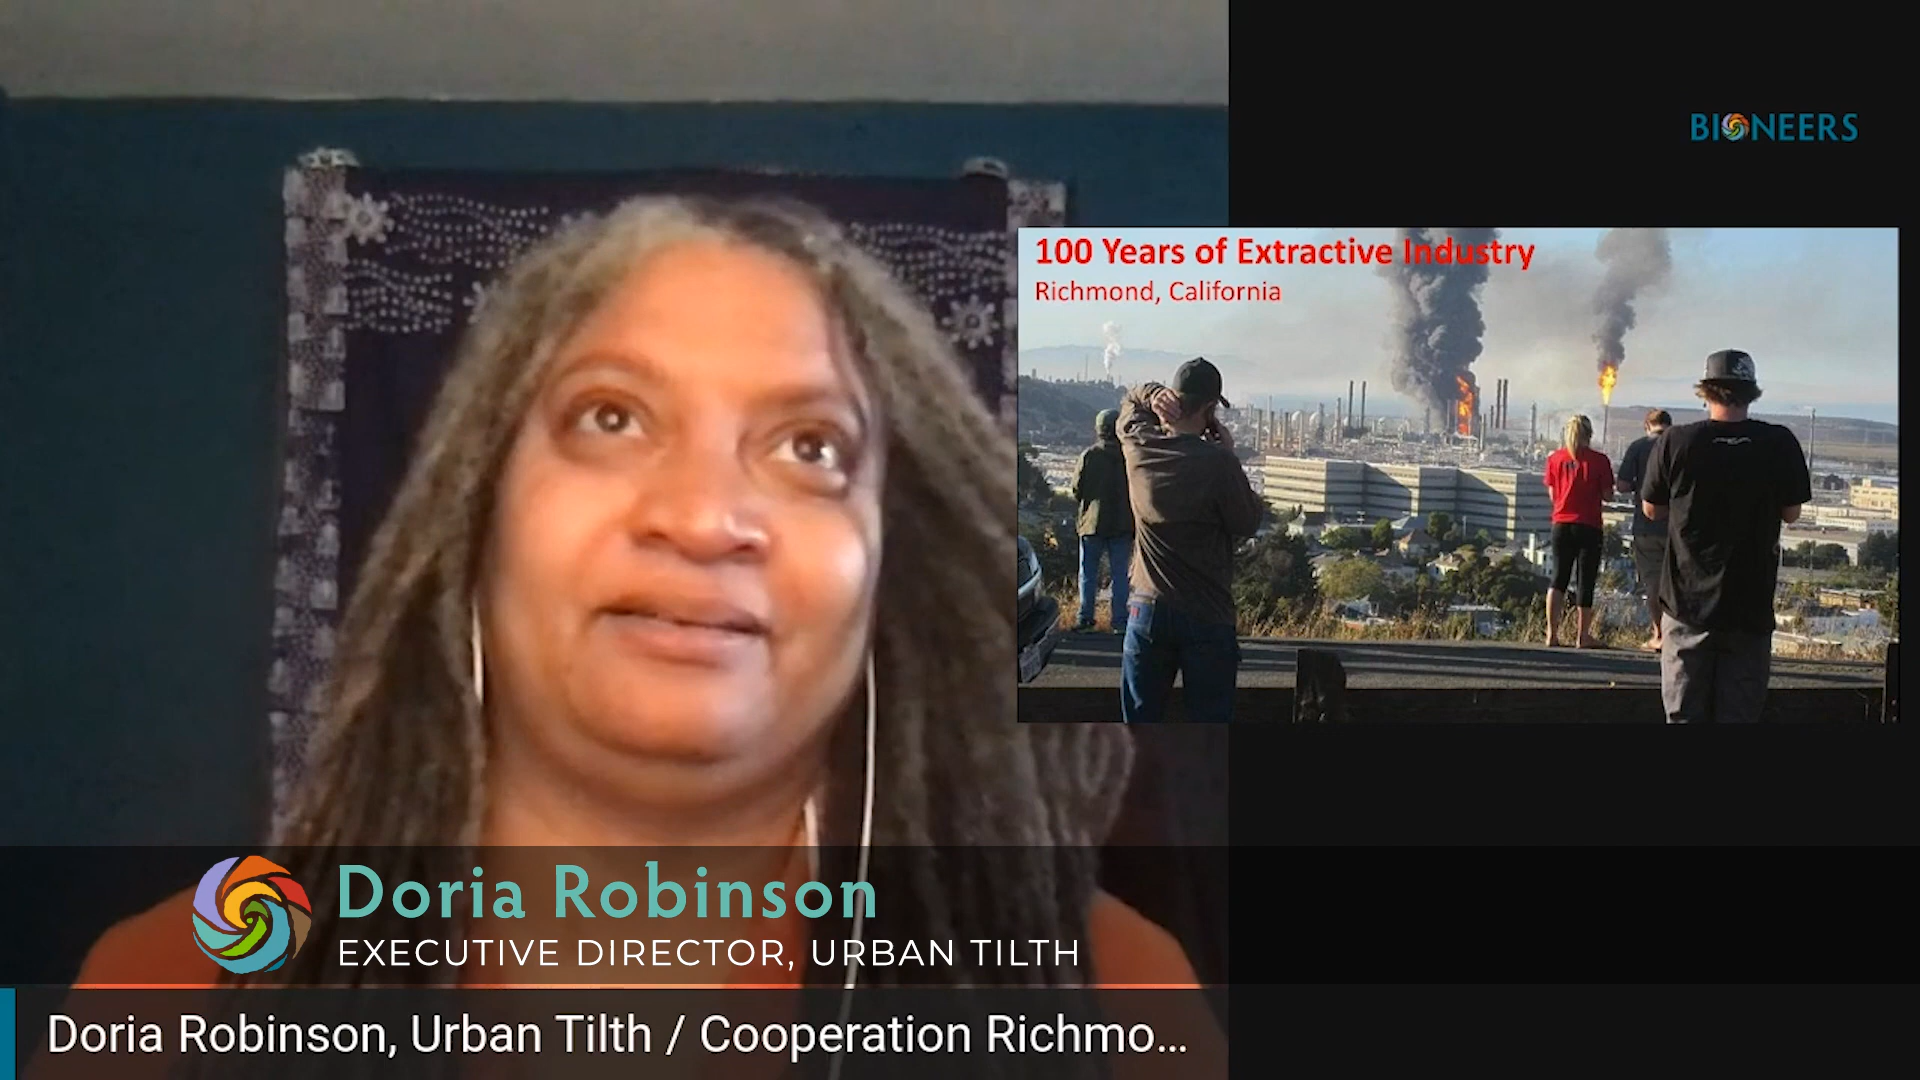 BIONEERS
100 Years of Extractive Industry
Richmond, California
Doria Robinson
EXECUTIVE DIRECTOR, URBAN TILTH
Doria Robinson, Urban Tilth / Cooperation Richmo...